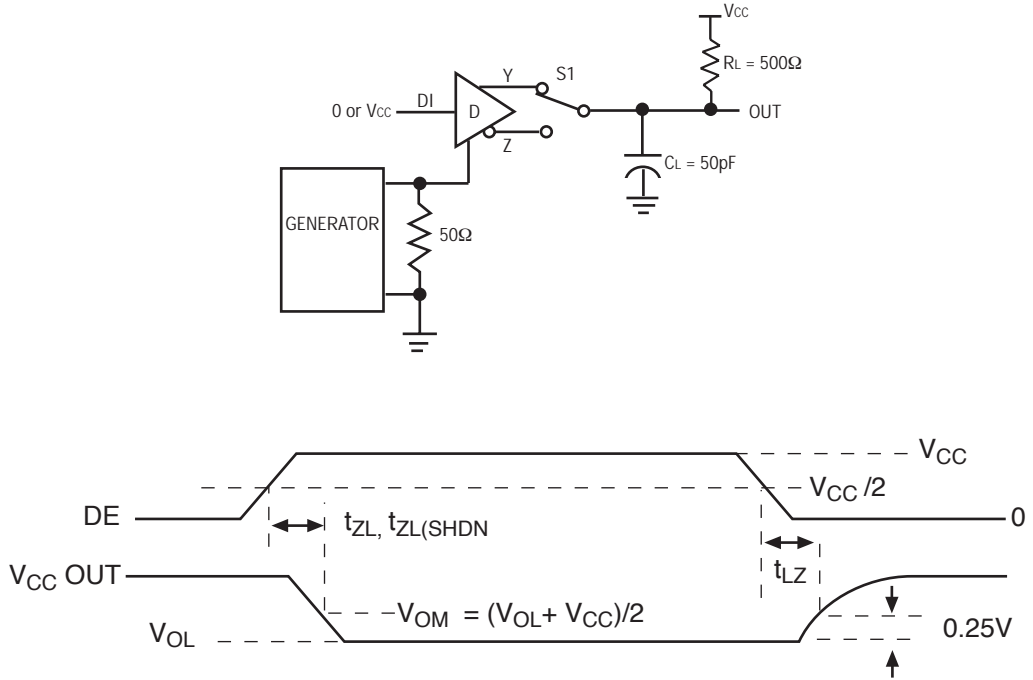 VCC
RL = 500Ω
Y
S1
0 or VCC
DI
D
OUT
Z
CL = 50pF
GENERATOR
50Ω
VCC
VCC /2
DE
tZL, tZL(SHDN
0
VCC OUT
tLZ
VOM = (VOL+ VCC)/2
VOL
0.25V